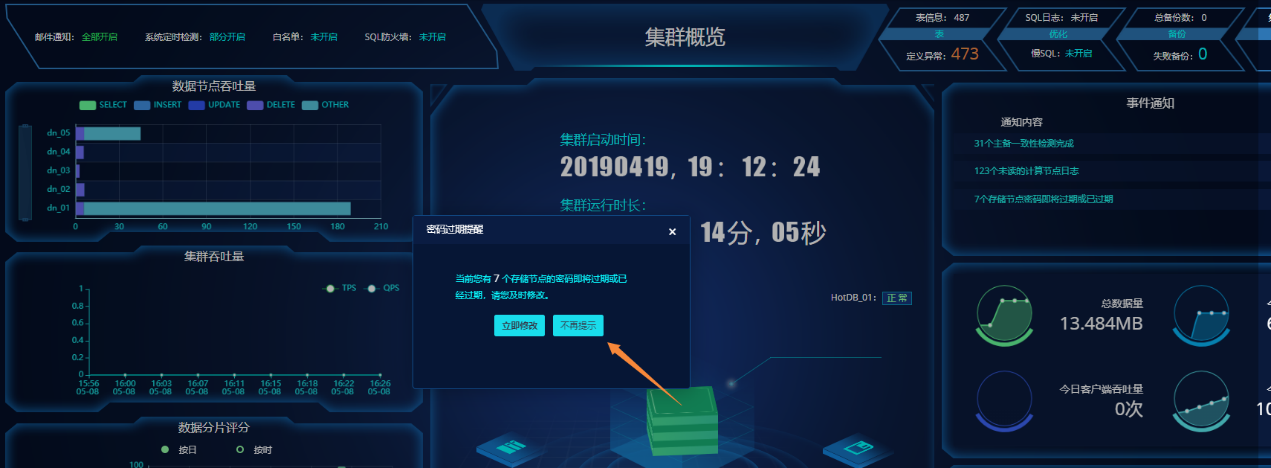 邮件通知： 全部开启
系统定时检测： 部分开启
白名单： 未开启
SQL防火墙： 未开启
集群概览
表信息： 487
表
定义异常：473
SQL日志： 未开启
优化
慢SQL： 未开启
总备份数： 0
备份
失败备份：0
数据节点吞吐量
SELECT INSERT UPDATE DELETE OTHER
dn_05
dn_04
dn_03
dn_02
dn_01
0 30 60 90 120 150 180 210
集群吞吐量
TPS QPS
1
0.8
0.6
0.4
0.2
0
15:56 16:00 16:03 16:07 16:11 16:15 16:18 16:22 16:26
05-08 05-08 05-08 05-08 05-08 05-08 05-08 05-08 05-08
数据分片评分
按日 按时
100
集群启动时间：
20190419, 19： 12： 24
集群运行时长：
14分, 05秒
密码过期提醒 ×
当前您有 7 个存储节点的密码即将过期或已
经过期，请您及时修改。
立即修改 不再提示
HotDB_01： 正常
事件通知
通知内容
31个主备一致性检测完成
123个未读的计算节点日志
7个存储节点密码即将过期或已过期
总数据量
13.484MB
今日客户端吞吐量
0次
10